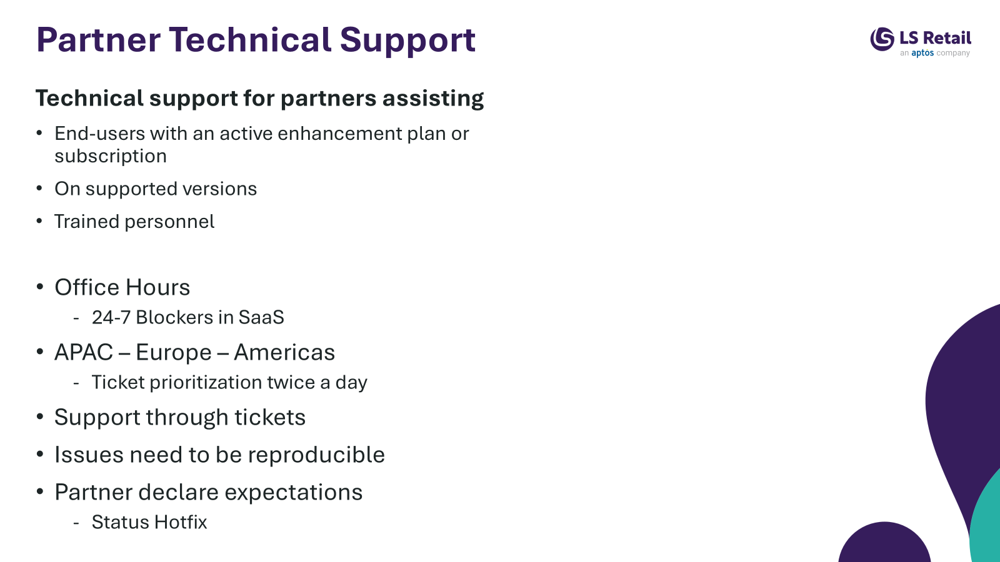 Partner Technical Support
LS Retail
an aptos company
Technical support for partners assisting
• End-users with an active enhancement plan or
subscription
• On supported versions
• Trained personnel
• Office Hours
- 24-7 Blockers in SaaS
• APAC – Europe – Americas
- Ticket prioritization twice a day
• Support through tickets
• Issues need to be reproducible
• Partner declare expectations
- Status Hotfix